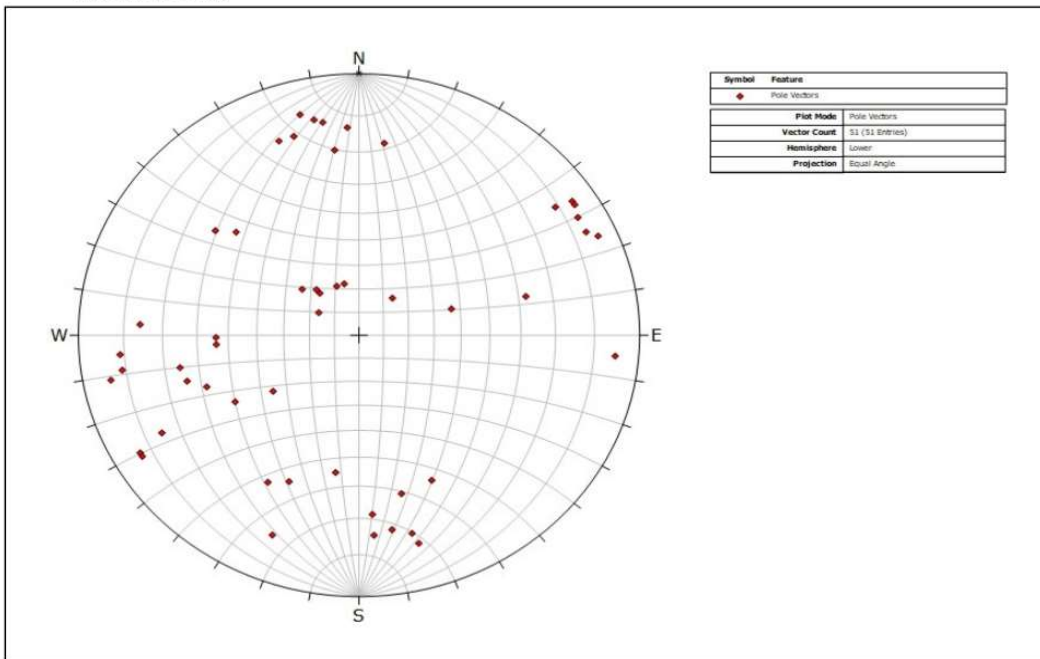 N
Symbol Feature
Pole Vectors
Plot Mode Pole Vectors
Vector Count 51 (51 Entries)
Hemisphere Lower
Projection Equal Angle
W E
S